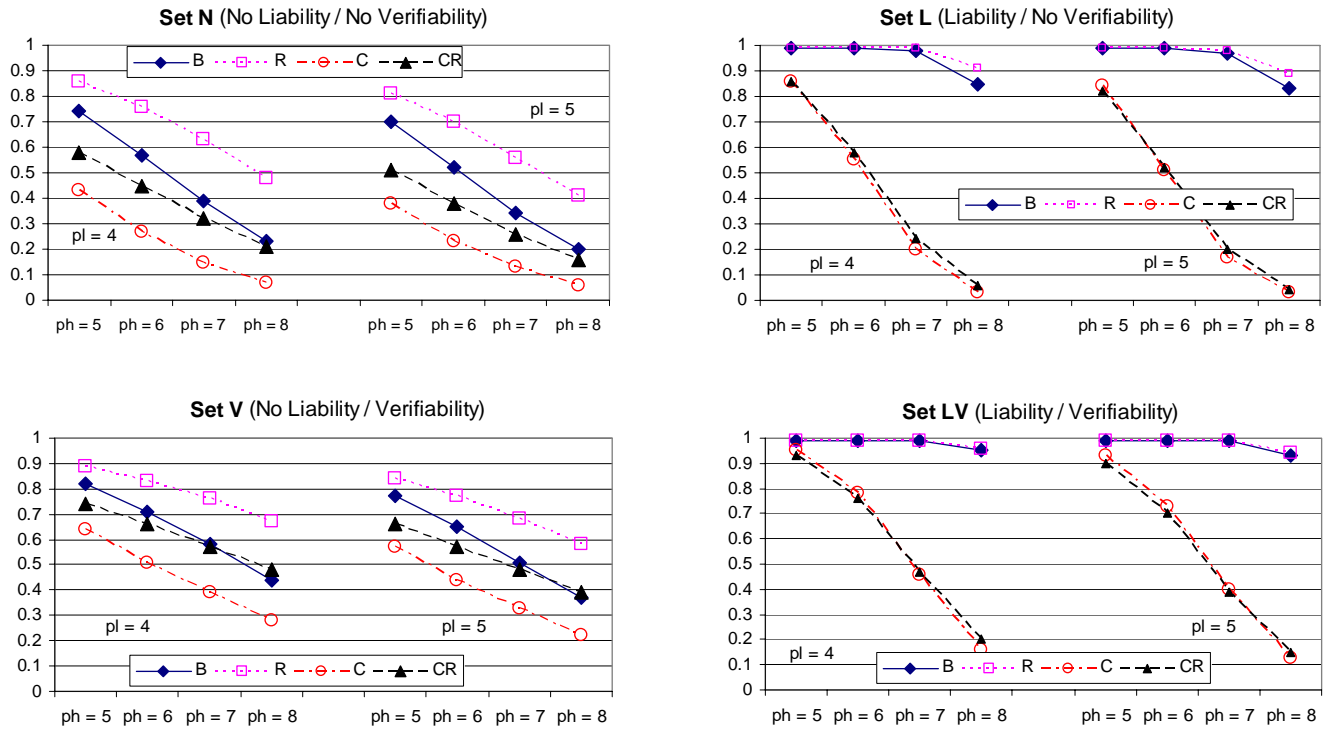 Set N (No Liability / No Verifiability)
1
0.9
0.8
0.7
0.6
0.5
0.4
0.3
0.2
0.1
0
B R C CR
pl = 5
pl = 4
ph = 5 ph = 6 ph = 7 ph = 8 ph = 5 ph = 6 ph = 7 ph = 8
Set L (Liability / No Verifiability)
1
0.9
0.8
0.7
0.6
0.5
0.4
0.3
0.2
0.1
0
B R C CR
pl = 4
pl = 5
ph = 5 ph = 6 ph = 7 ph = 8 ph = 5 ph = 6 ph = 7 ph = 8
Set V (No Liability / Verifiability)
1
0.9
0.8
0.7
0.6
0.5
0.4
0.3
0.2
0.1
0
pl = 4
pl = 5
B R C CR
ph = 5 ph = 6 ph = 7 ph = 8 ph = 5 ph = 6 ph = 7 ph = 8
Set LV (Liability / Verifiability)
1
0.9
0.8
0.7
0.6
0.5
0.4
0.3
0.2
0.1
0
pl = 5
pl = 4
B R C CR
ph = 5 ph = 6 ph = 7 ph = 8 ph = 5 ph = 6 ph = 7 ph = 8